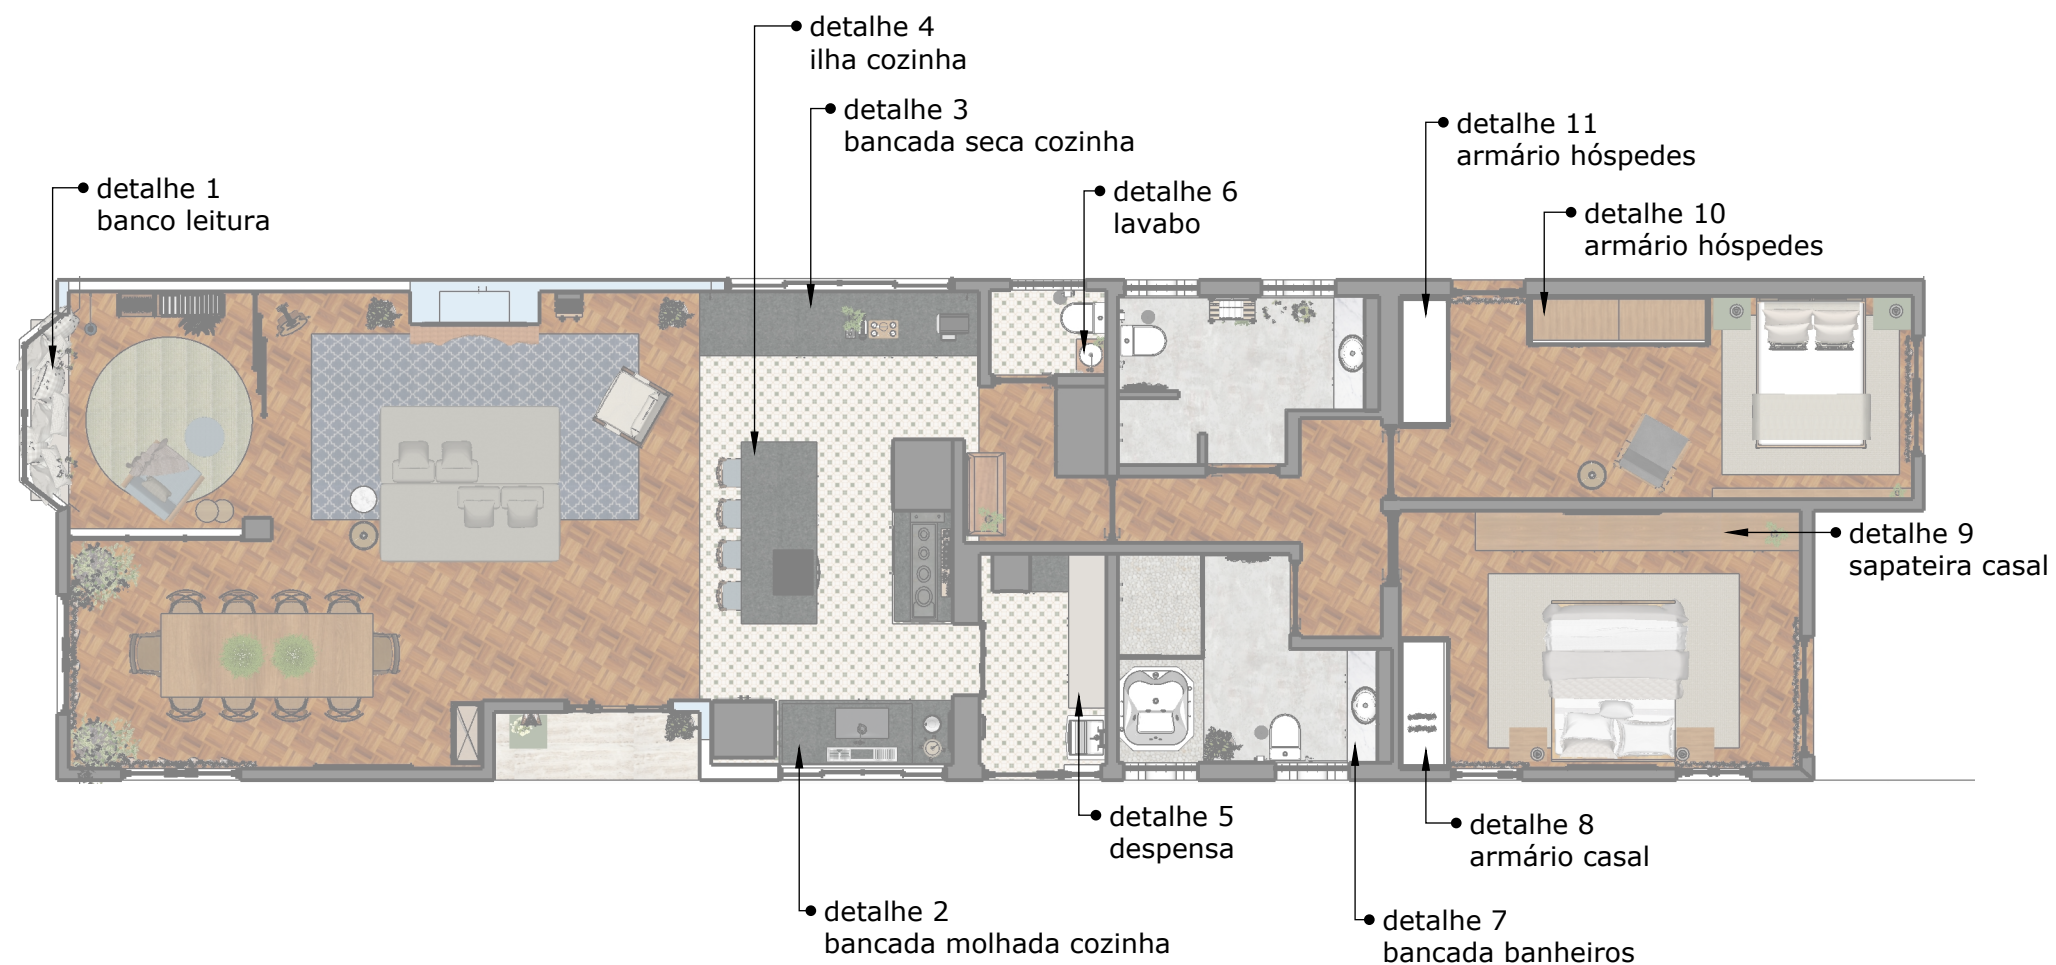 detalhe 4
ilha cozinha
detalhe 3
bancada seca cozinha
detalhe 11
armário hóspedes
detalhe 1
banco leitura
detalhe 6
lavabo
detalhe 10
armário hóspedes
detalhe 9
sapateira casal
detalhe 5
despensa
detalhe 8
armário casal
detalhe 2
bancada molhada cozinha
detalhe 7
bancada banheiros